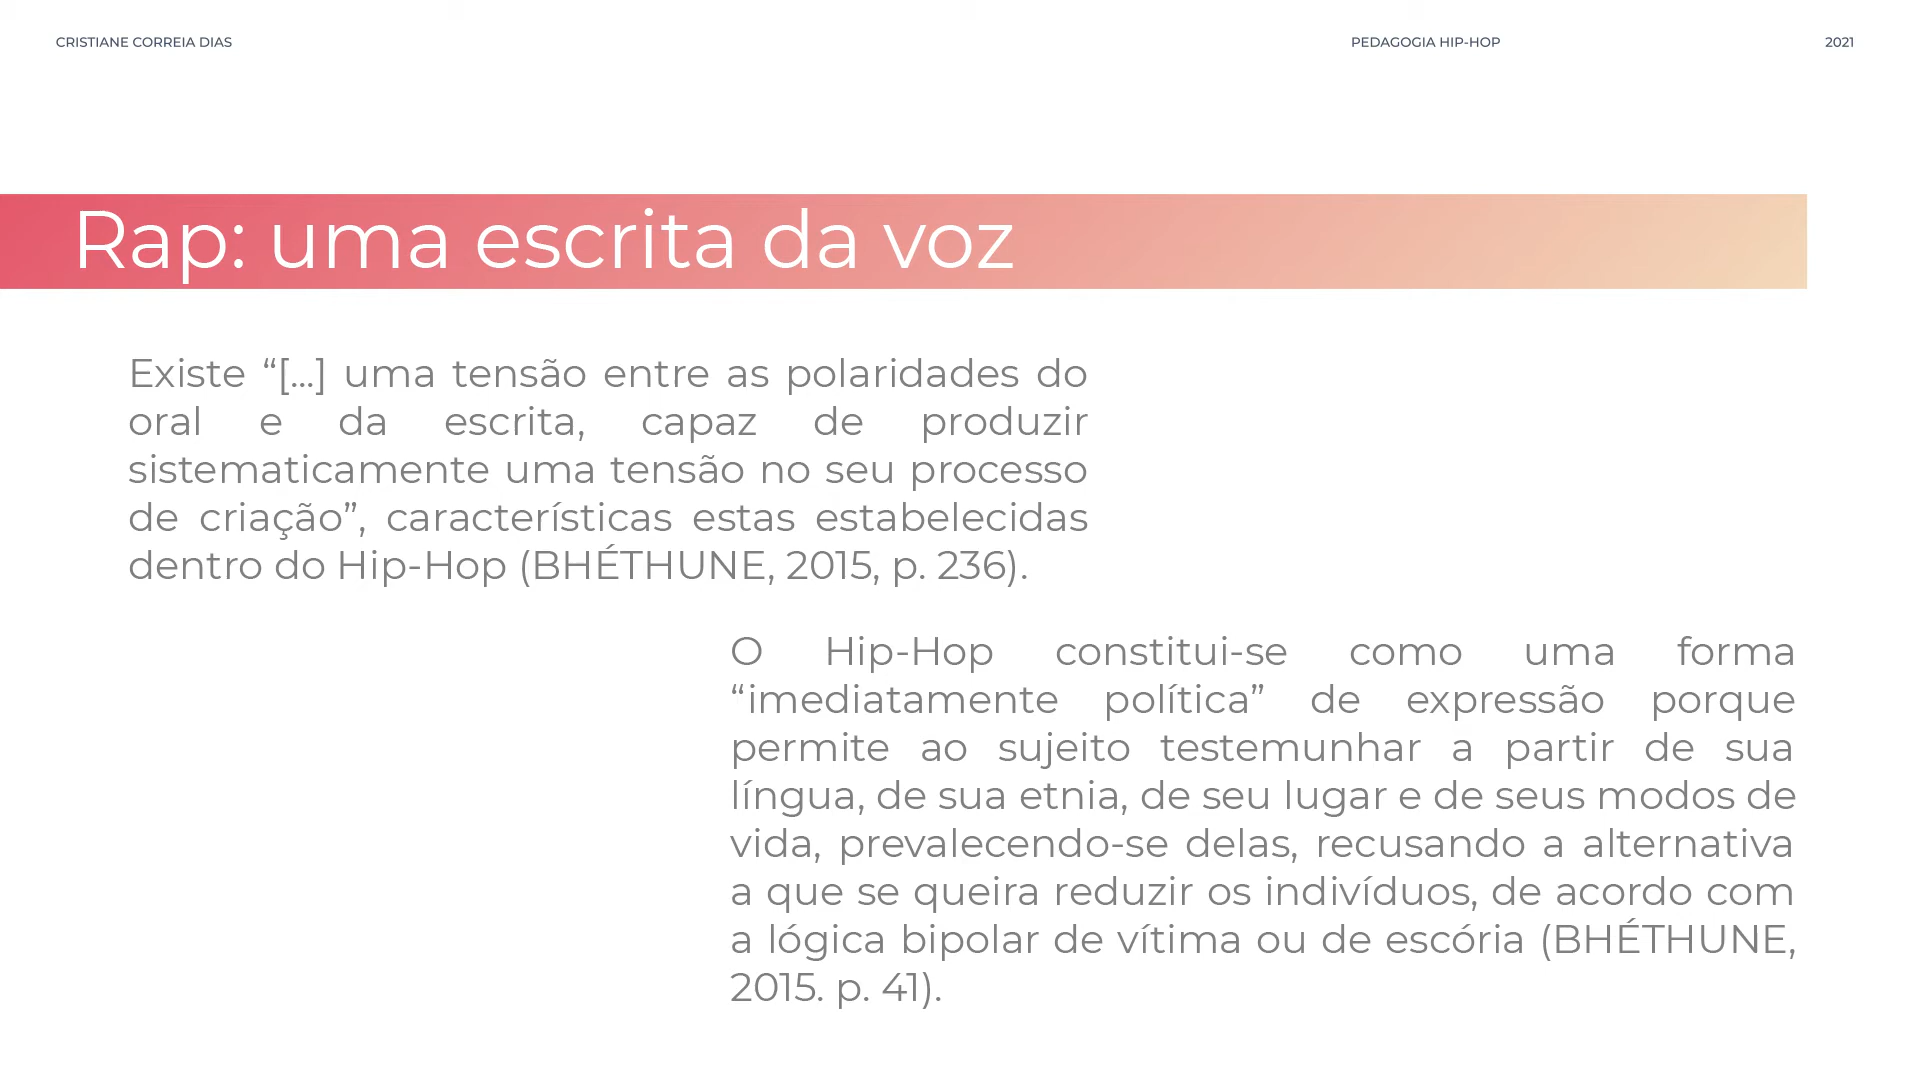 CRISTIANE CORREIA DIAS
PEDAGOGIA HIP-HOP
2021
Rap: uma escrita da voz
Existe “[...] uma tensão entre as polaridades do
oral e da escrita, capaz de produzir
sistematicamente uma tensão no seu processo
de criação”, características estas estabelecidas
dentro do Hip-Hop (BHÉTHUNE, 2015, p. 236).
O Hip-Hop constitui-se como uma forma
“imediatamente política” de expressão porque
permite ao sujeito testemunhar a partir de sua
língua, de sua etnia, de seu lugar e de seus modos de
vida, prevalecendo-se delas, recusando a alternativa
a que se queira reduzir os indivíduos, de acordo com
a lógica bipolar de vítima ou de escória (BHÉTHUNE,
2015. p. 41).